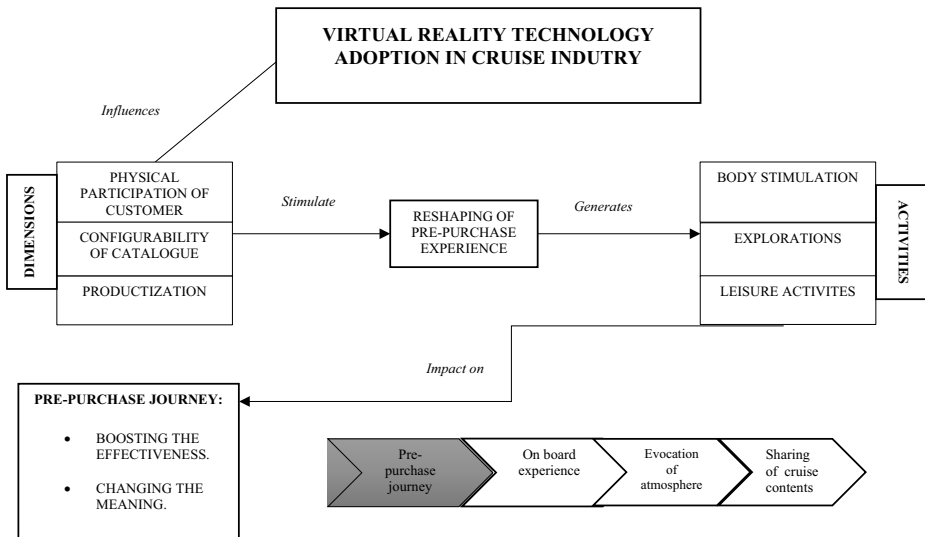 VIRTUAL REALITY TECHNOLOGY
ADOPTION IN CRUISE INDUTRY
Influences
DIMENSIONS
PHYSICAL
PARTICIPATION OF
CUSTOMER
CONFIGURABILITY
OF CATALOGUE
PRODUCTIZATION
Stimulate
RESHAPING OF
PRE-PURCHASE
EXPERIENCE
Generates
BODY STIMULATION
EXPLORATIONS
LEISURE ACTIVITES
ACTIVITIES
Impact on
PRE-PURCHASE JOURNEY:
• BOOSTING THE
EFFECTIVENESS.
• CHANGING THE
MEANING.
Pre-
purchase
journey
On board
experience
Evocation
of
atmosphere
Sharing
of cruise
contents